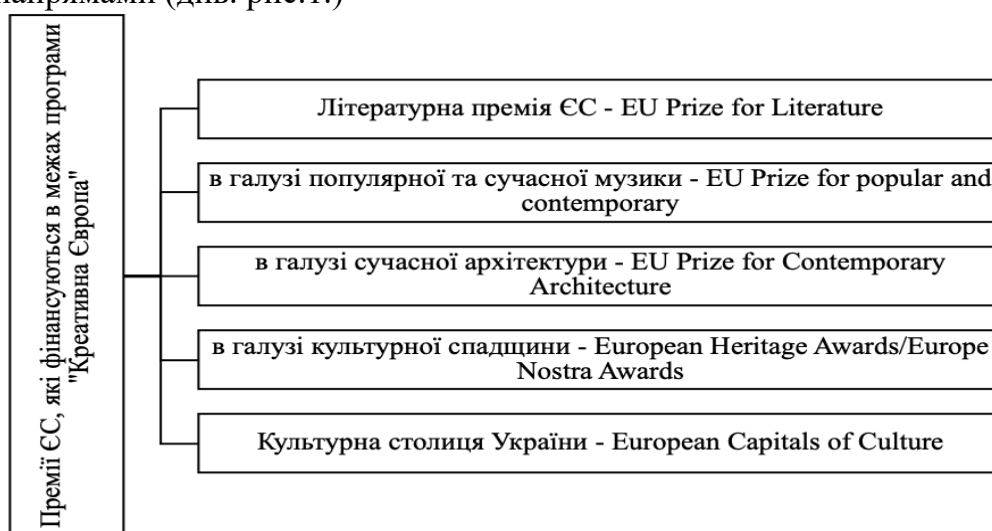 напрямами (див. рис.1.)
Премії ЄС, які фінансуються в межах програми
"Креативна Європа"
Літературна премія ЄС - EU Prize for Literature
в галузі популярної та сучасної музики - EU Prize for popular and
contemporary
в галузі сучасної архітектури - EU Prize for Contemporary
Architecture
в галузі культурної спадщини - European Heritage Awards/Europe
Nostra Awards
Культурна столиця України - European Capitals of Culture